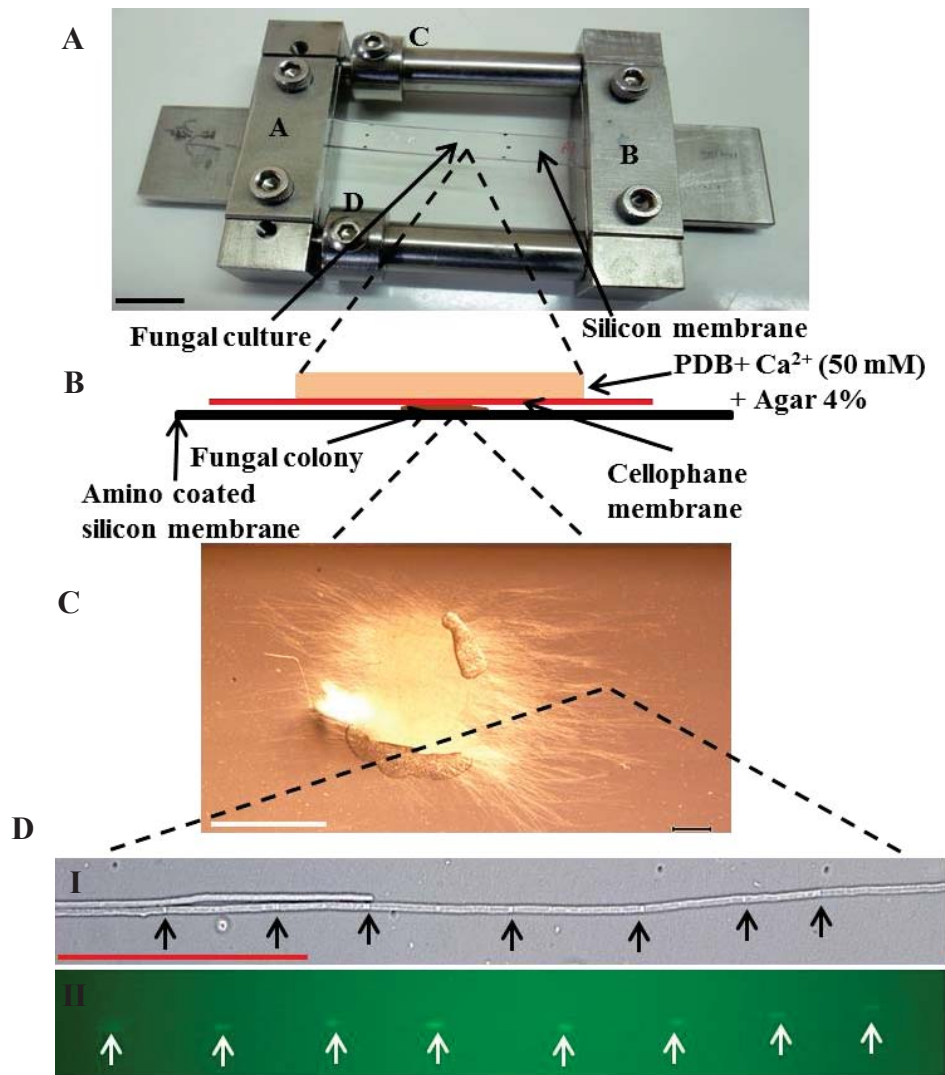 A
C
A
B
D
Fungal culture
Silicon membrane
B
PDB+ Ca²⁺ (50 mM)
+ Agar 4%
Fungal colony
Cellophane
membrane
Amino coated
silicon membrane
C
D
I
II